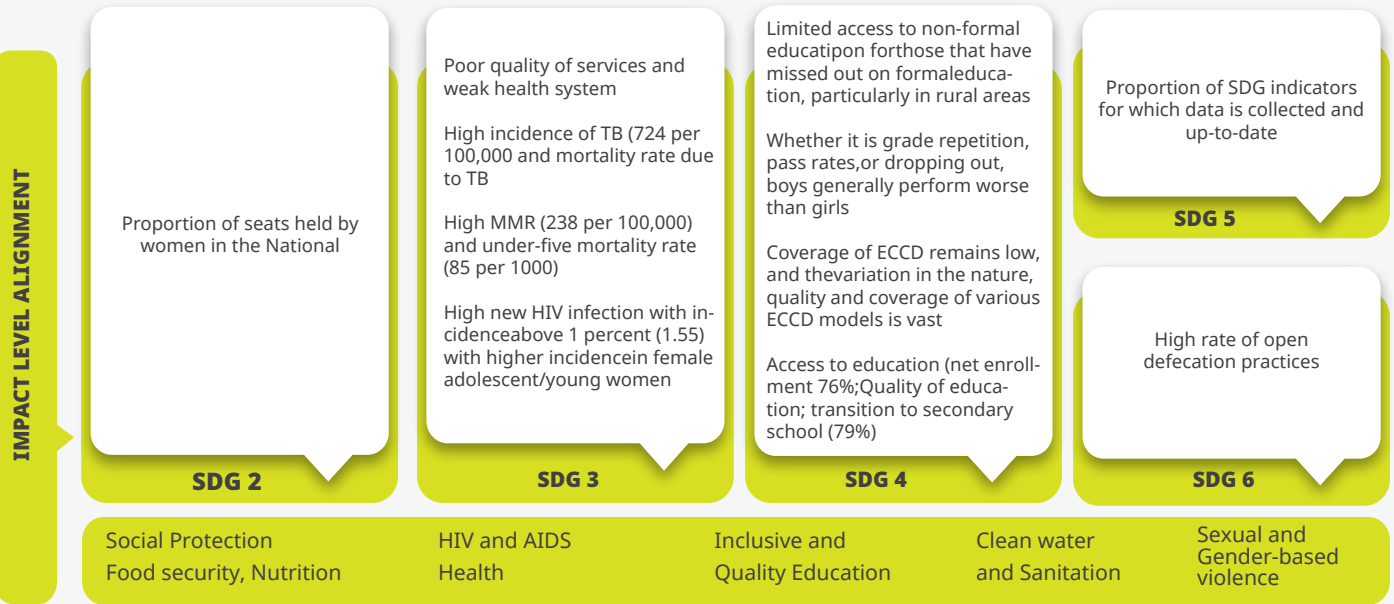 IMPACT LEVEL ALIGNMENT
Proportion of seats held by
women in the National
SDG 2
Poor quality of services and
weak health system
High incidence of TB (724 per
100,000 and mortality rate due
to TB
High MMR (238 per 100,000)
and under-five mortality rate
(85 per 1000)
High new HIV infection with in-
cidenceabove 1 percent (1.55)
with higher incidencein female
adolescent/young women
SDG 3
Limited access to non-formal
educatipon forthose that have
missed out on formaleduca-
tion, particularly in rural areas
Whether it is grade repetition,
pass rates,or dropping out,
boys generally perform worse
than girls
Coverage of ECCD remains low,
and thevariation in the nature,
quality and coverage of various
ECCD models is vast
Access to education (net enroll-
ment 76%;Quality of educa-
tion; transition to secondary
school (79%)
SDG 4
Proportion of SDG indicators
for which data is collected and
up-to-date
SDG 5
High rate of open
defecation practices
SDG 6
Social Protection
Food security, Nutrition
HIV and AIDS
Health
Inclusive and
Quality Education
Clean water
and Sanitation
Sexual and
Gender-based
violence